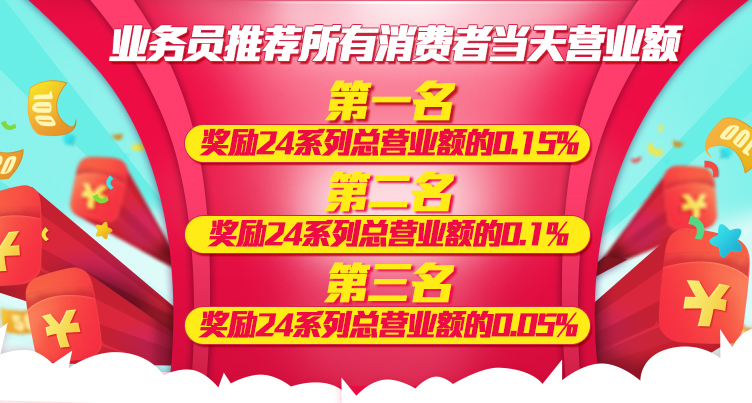 业务员推荐所有消费者当天营业额
第一名
奖励24系列总营业额的0.15%
第二名
奖励24系列总营业额的0.1%
第三名
奖励24系列总营业额的0.05%
100
¥
¥
¥
¥
¥